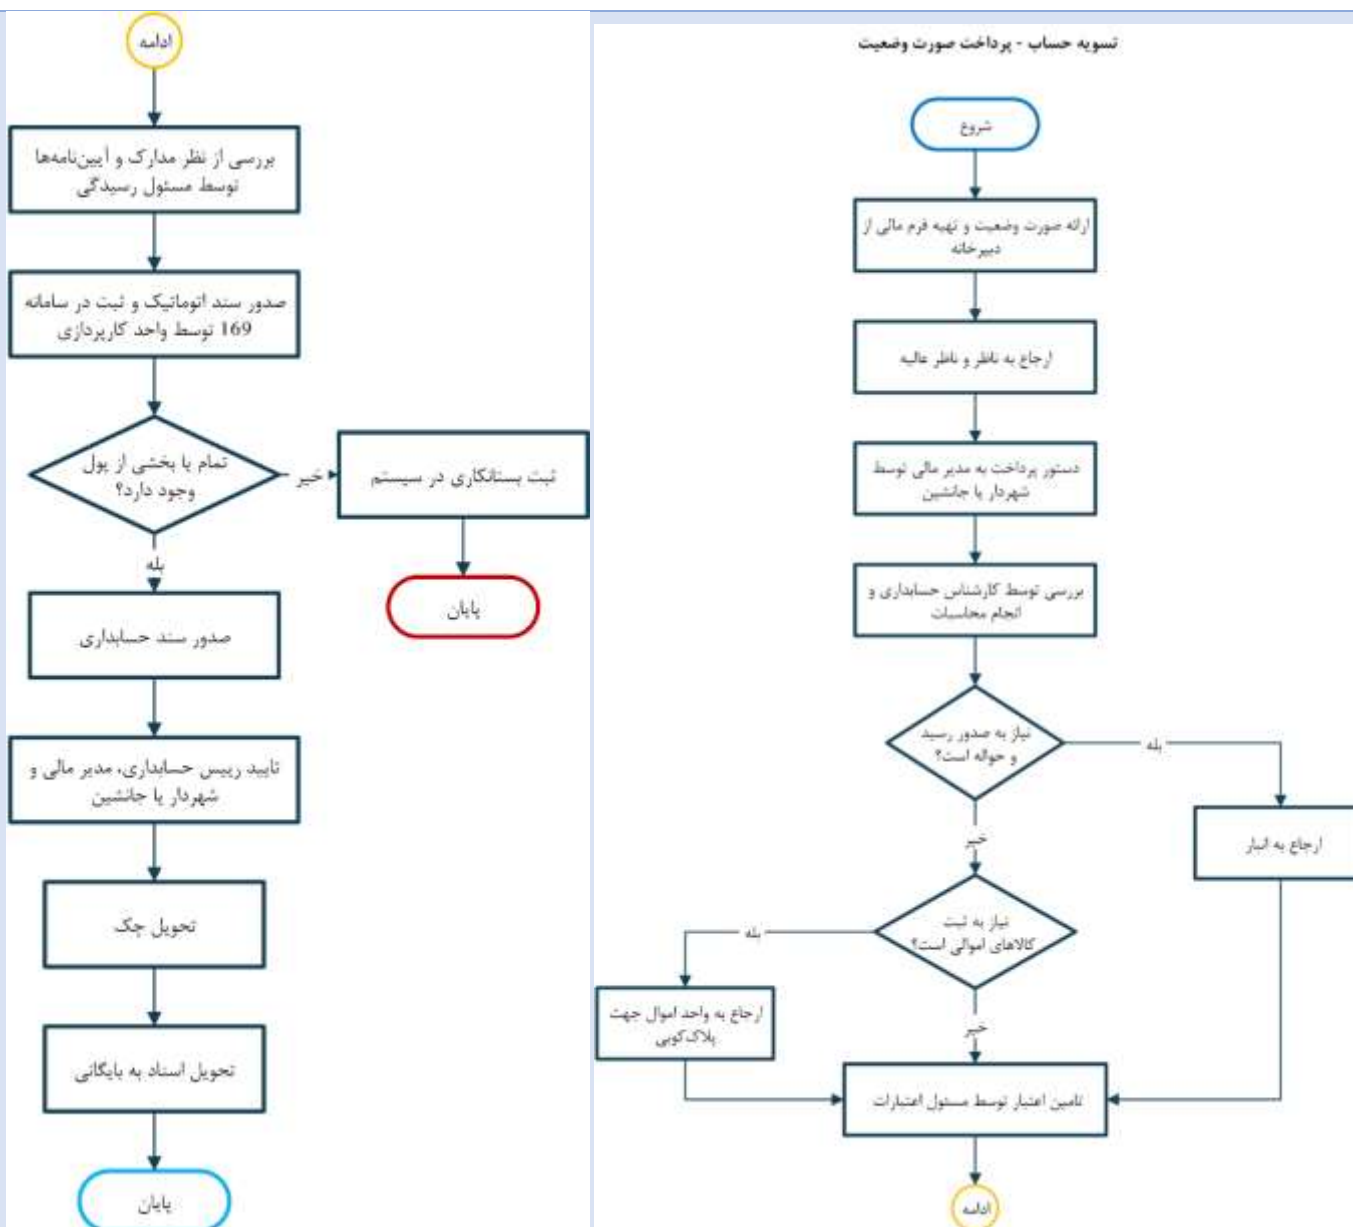 تسویه حساب - پرداخت صورت وضعیت
شروع
ارائه صورت وضعیت و تهیه فرم مالی از
دبیرخانه
ارجاع به ناظر و ناظر عالیه
دستور پرداخت به مدیر مالی توسط
شهردار یا جانشین
بررسی توسط کارشناس حسابداری و
انجام محاسبات
نیاز به صدور رسید
و حواله است؟
بله
خیر
ارجاع به انبار
نیاز به ثبت
کالاهای اموالی است؟
بله
خیر
ارجاع به واحد اموال جهت
پلاک‌کوبی
تامین اعتبار توسط مسئول اعتبارات
ادامه
ادامه
بررسی از نظر مدارک و آیین‌نامه‌ها
توسط مسئول رسیدگی
صدور سند اتوماتیک و ثبت در سامانه
169 توسط واحد کارپردازی
تمام یا بخشی از پول
وجود دارد؟
خیر
ثبت بستانکاری در سیستم
پایان
بله
صدور سند حسابداری
تایید رییس حسابداری، مدیر مالی و
شهردار یا جانشین
تحویل چک
تحویل اسناد به بایگانی
پایان